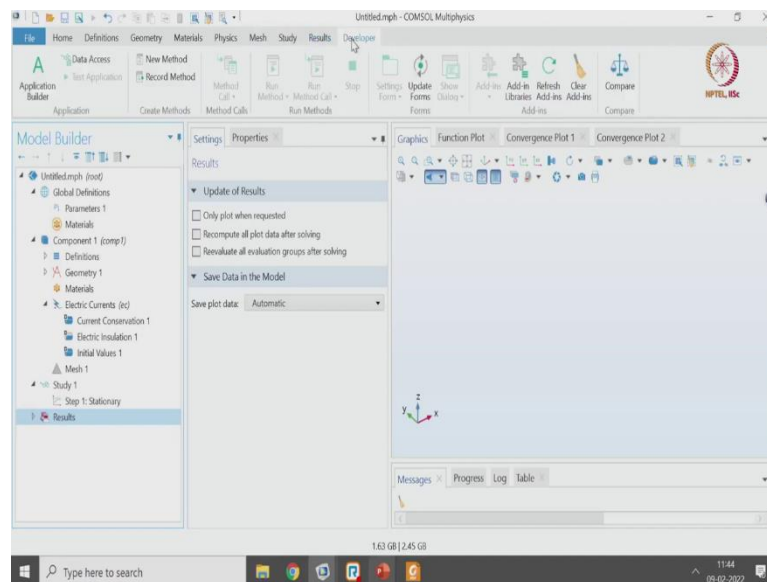 Untitled.mph - COMSOL Multiphysics
File Home Definitions Geometry Materials Physics Mesh Study Results Developer
Application Builder
Data Access
Test Application
Application
New Method
Record Method
Create Methods
Method Call
Method Calls
Run Method
Run Method Call
Stop
Run Methods
Settings Form
Update Forms
Show Dialog
Forms
Add-ins
Add-in Libraries
Refresh Add-ins
Clear Add-ins
Add-ins
Compare
Compare
NPTEL, IISc
Model Builder
Untitled.mph (root)
Global Definitions
Parameters 1
Materials
Component 1 (comp1)
Definitions
Geometry 1
Materials
Electric Currents (ec)
Current Conservation 1
Electric Insulation 1
Initial Values 1
Mesh 1
Study 1
Step 1: Stationary
Results
Settings Properties
Results
Update of Results
Only plot when requested
Recompute all plot data after solving
Reevaluate all evaluation groups after solving
Save Data in the Model
Save plot data: Automatic
Graphics Function Plot Convergence Plot 1 Convergence Plot 2
z
y x
Messages Progress Log Table
1.63 GB | 2.45 GB
Type here to search
11:44
09-02-2022